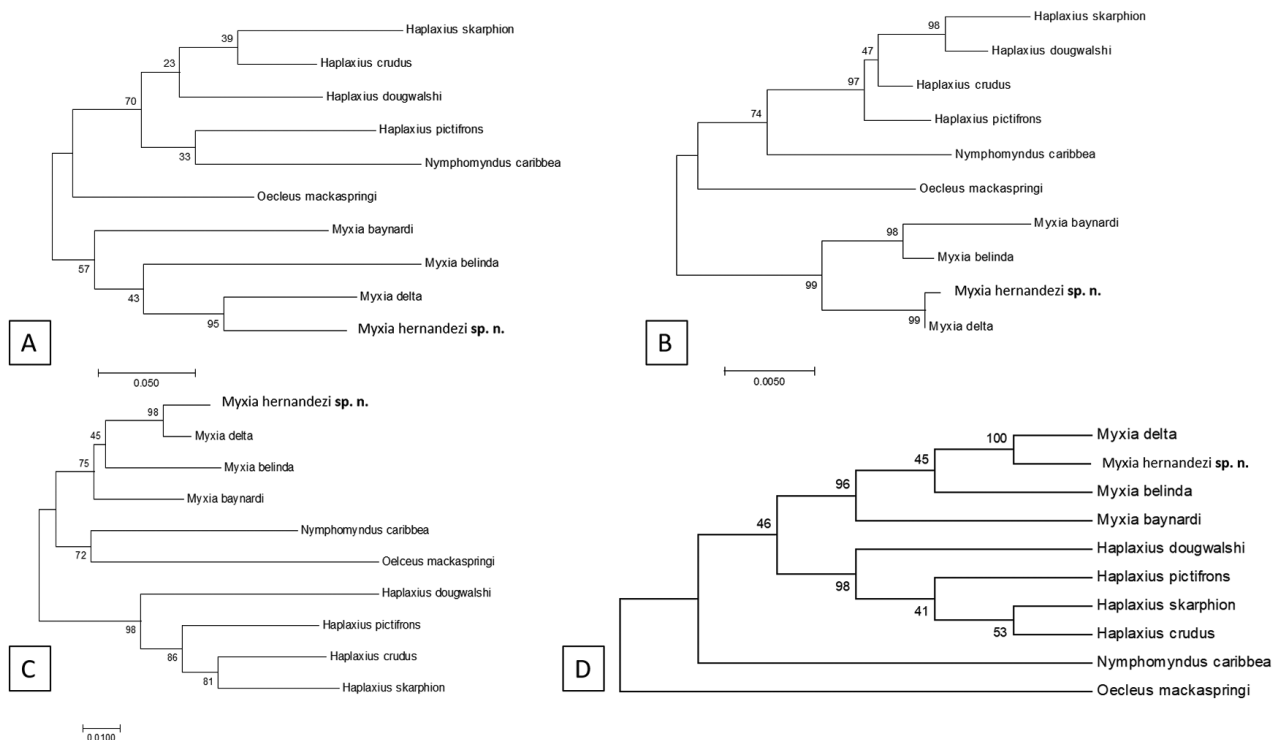 39
Haplaxius skarphion
23
Haplaxius crudus
70
Haplaxius dougwalshi
Haplaxius pictifrons
33
Nymphomyndus caribbea
Oecleus mackaspringi
Myxia baynardi
57
Myxia belinda
43
Myxia delta
95
Myxia hernandezi sp. n.
A
0.050
98
Haplaxius skarphion
47
Haplaxius dougwalshi
97
Haplaxius crudus
74
Haplaxius pictifrons
Nymphomyndus caribbea
Oecleus mackaspringi
Myxia baynardi
98
Myxia belinda
99
Myxia hernandezi sp. n.
99
Myxia delta
B
0.0050
98
Myxia hernandezi sp. n.
45
Myxia delta
75
Myxia belinda
Myxia baynardi
Nymphomyndus caribbea
72
Oelceus mackaspringi
Haplaxius dougwalshi
98
Haplaxius pictifrons
86
Haplaxius crudus
81
Haplaxius skarphion
C
0.0100
100
Myxia delta
45
Myxia hernandezi sp. n.
96
Myxia belinda
46
Myxia baynardi
Haplaxius dougwalshi
98
Haplaxius pictifrons
41
Haplaxius skarphion
53
Haplaxius crudus
Nymphomyndus caribbea
D
Oecleus mackaspringi